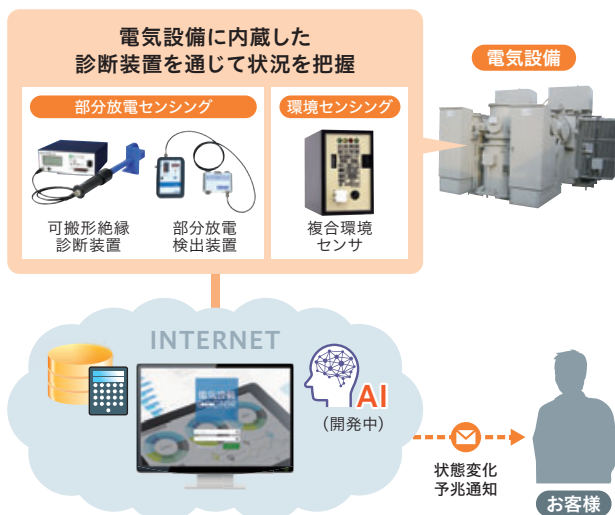 電気設備に内蔵した
診断装置を通じて状況を把握
電気設備
部分放電センシング
環境センシング
可搬形絶縁
診断装置
部分放電
検出装置
複合環境
センサ
INTERNET
電気設備
AI
(開発中)
状態変化
予兆通知
お客様